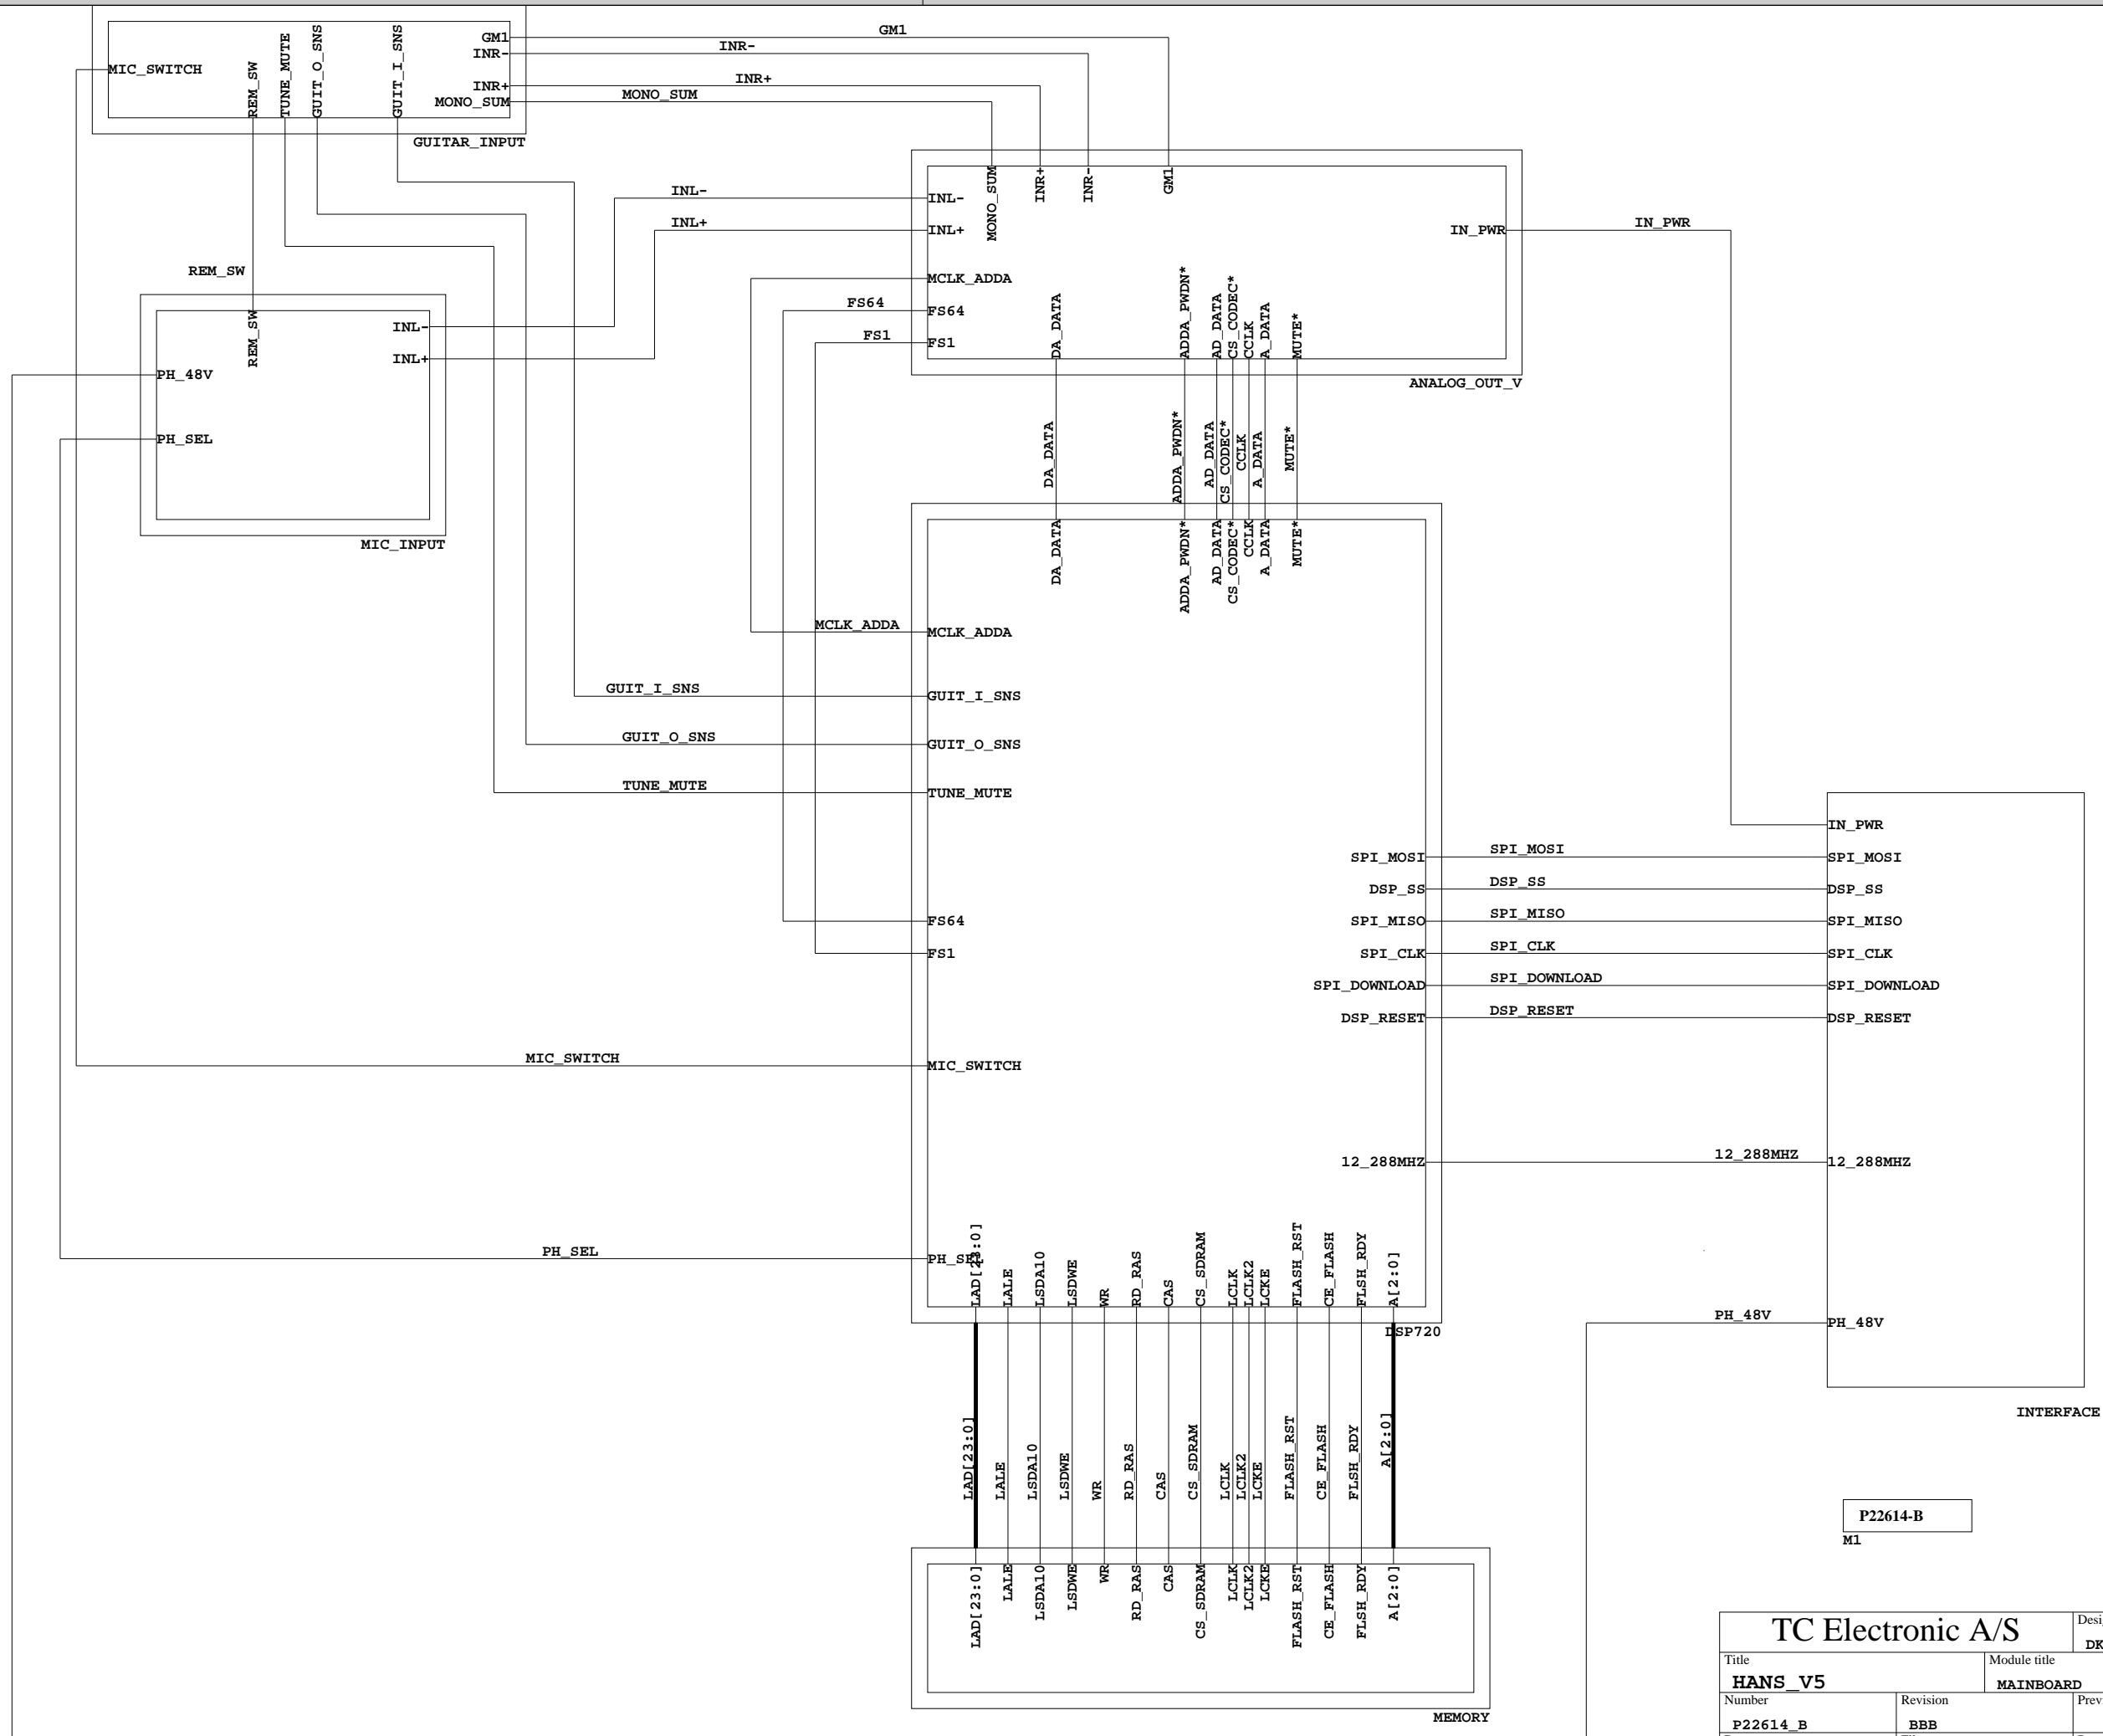 GM1
INR-
INR+
MONO_SUM
MIC_SWITCH
REM_SW
TUNE_MUTE
GUIT_O_SNS
GUIT_I_SNS
GM1
INR-
INR+
MONO_SUM
GUITAR_INPUT
INL-
INL+
MONO_SUM
INR+
INR-
GM1
INL-
INL+
MCLK_ADDA
FS64
FS64
FS1
FS1
IN_PWR
IN_PWR
DA_DATA
ADDA_PWDN*
AD_DATA
CS_CODEC*
CCLK
A_DATA
MUTE*
ANALOG_OUT_V
REM_SW
REM_SW
INL-
INL+
PH_48V
PH_SEL
MIC_INPUT
DA_DATA
ADDA_PWDN*
AD_DATA
CS_CODEC*
CCLK
A_DATA
MUTE*
DA_DATA
ADDA_PWDN*
AD_DATA
CS_CODEC*
CCLK
A_DATA
MUTE*
MCLK_ADDA
MCLK_ADDA
GUIT_I_SNS
GUIT_I_SNS
GUIT_O_SNS
GUIT_O_SNS
TUNE_MUTE
TUNE_MUTE
FS64
FS1
MIC_SWITCH
MIC_SWITCH
PH_SEL
PH_SEL
SPI_MOSI
DSP_SS
SPI_MISO
SPI_CLK
SPI_DOWNLOAD
DSP_RESET
12_288MHZ
SPI_MOSI
DSP_SS
SPI_MISO
SPI_CLK
SPI_DOWNLOAD
DSP_RESET
12_288MHZ
PH_48V
IN_PWR
SPI_MOSI
DSP_SS
SPI_MISO
SPI_CLK
SPI_DOWNLOAD
DSP_RESET
12_288MHZ
PH_48V
INTERFACE
LAD[23:0]
LALE
LSDA10
LSDWE
WR
RD_RAS
CAS
CS_SDRAM
LCLK
LCLK2
LCKE
FLASH_RST
CE_FLASH
FLSH_RDY
A[2:0]
DSP720
LAD[23:0]
LALE
LSDA10
LSDWE
WR
RD_RAS
CAS
CS_SDRAM
LCLK
LCLK2
LCKE
FLASH_RST
CE_FLASH
FLSH_RDY
A[2:0]
LAD[23:0]
LALE
LSDA10
LSDWE
WR
RD_RAS
CAS
CS_SDRAM
LCLK
LCLK2
LCKE
FLASH_RST
CE_FLASH
FLSH_RDY
A[2:0]
MEMORY
P22614-B
M1
TC Electronic A/S
Desi
DK
Title
HANS_V5
Module title
MAINBOARD
Number
P22614_B
Revision
BBB
Prev